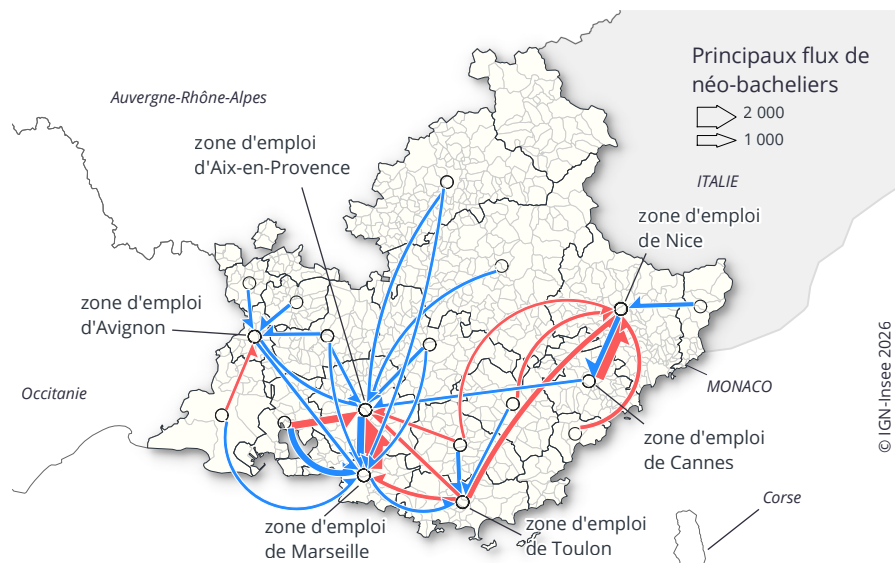 Principaux flux de
néo-bacheliers
2 000
1 000
Auvergne-Rhône-Alpes
zone d'emploi
d'Aix-en-Provence
ITALIE
zone d'emploi
de Nice
zone d'emploi
d'Avignon
Occitanie
MONACO
zone d'emploi
de Cannes
Corse
zone d'emploi
de Marseille
zone d'emploi
de Toulon
© IGN-Insee 2026